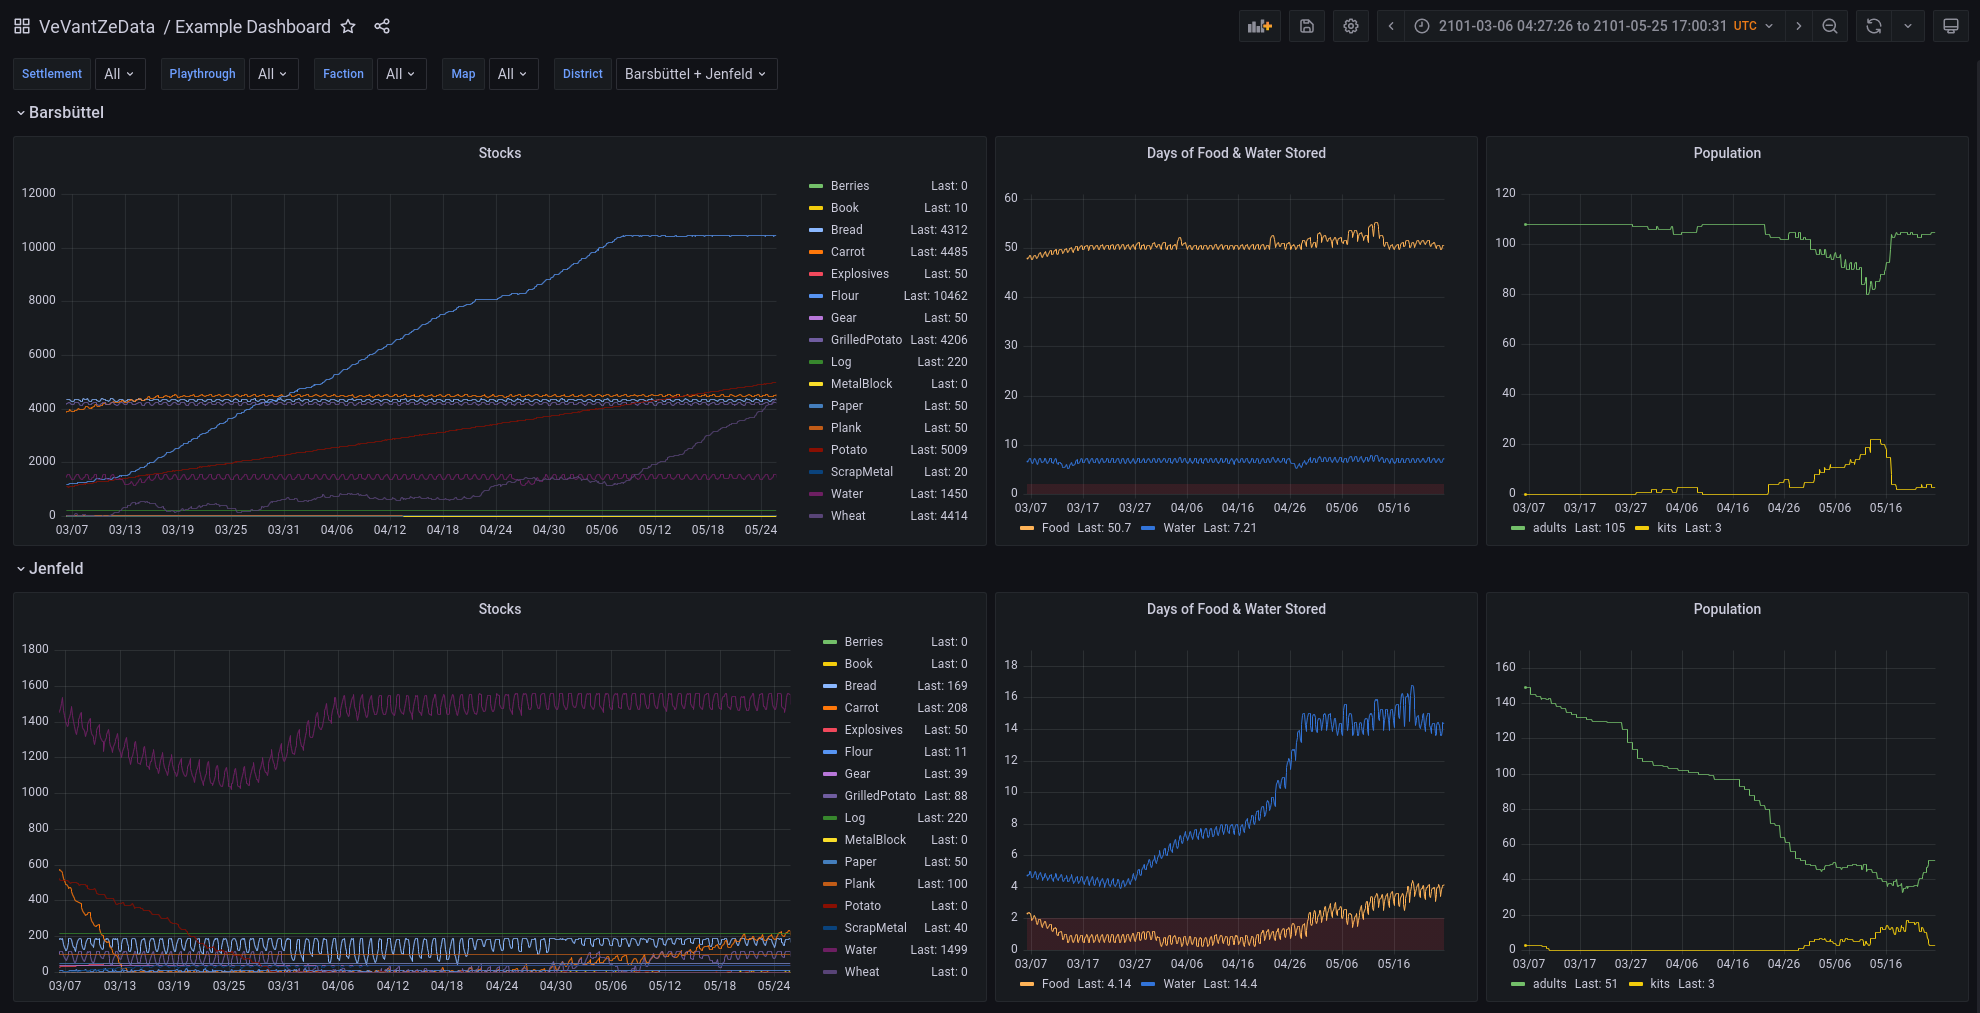 VeVantZeData / Example Dashboard
2101-03-06 04:27:26 to 2101-05-25 17:00:31 UTC
Settlement All Playthrough All Faction All Map All District Barsbüttel + Jenfeld
Barsbüttel
Stocks
12000
10000
8000
6000
4000
2000
0
03/07 03/13 03/19 03/25 03/31 04/06 04/12 04/18 04/24 04/30 05/06 05/12 05/18 05/24
Berries Last: 0
Book Last: 10
Bread Last: 4312
Carrot Last: 4485
Explosives Last: 50
Flour Last: 10462
Gear Last: 50
GrilledPotato Last: 4206
Log Last: 220
MetalBlock Last: 0
Paper Last: 50
Plank Last: 50
Potato Last: 5009
ScrapMetal Last: 20
Water Last: 1450
Wheat Last: 4414
Days of Food & Water Stored
60
50
40
30
20
10
0
03/07 03/17 03/27 04/06 04/16 04/26 05/06 05/16
Food Last: 50.7 Water Last: 7.21
Population
120
100
80
60
40
20
0
03/07 03/17 03/27 04/06 04/16 04/26 05/06 05/16
adults Last: 105 kits Last: 3
Jenfeld
Stocks
1800
1600
1400
1200
1000
800
600
400
200
0
03/07 03/13 03/19 03/25 03/31 04/06 04/12 04/18 04/24 04/30 05/06 05/12 05/18 05/24
Berries Last: 0
Book Last: 0
Bread Last: 169
Carrot Last: 208
Explosives Last: 50
Flour Last: 11
Gear Last: 39
GrilledPotato Last: 88
Log Last: 220
MetalBlock Last: 0
Paper Last: 50
Plank Last: 100
Potato Last: 0
ScrapMetal Last: 40
Water Last: 1499
Wheat Last: 0
Days of Food & Water Stored
18
16
14
12
10
8
6
4
2
0
03/07 03/17 03/27 04/06 04/16 04/26 05/06 05/16
Food Last: 4.14 Water Last: 14.4
Population
160
140
120
100
80
60
40
20
0
03/07 03/17 03/27 04/06 04/16 04/26 05/06 05/16
adults Last: 51 kits Last: 3